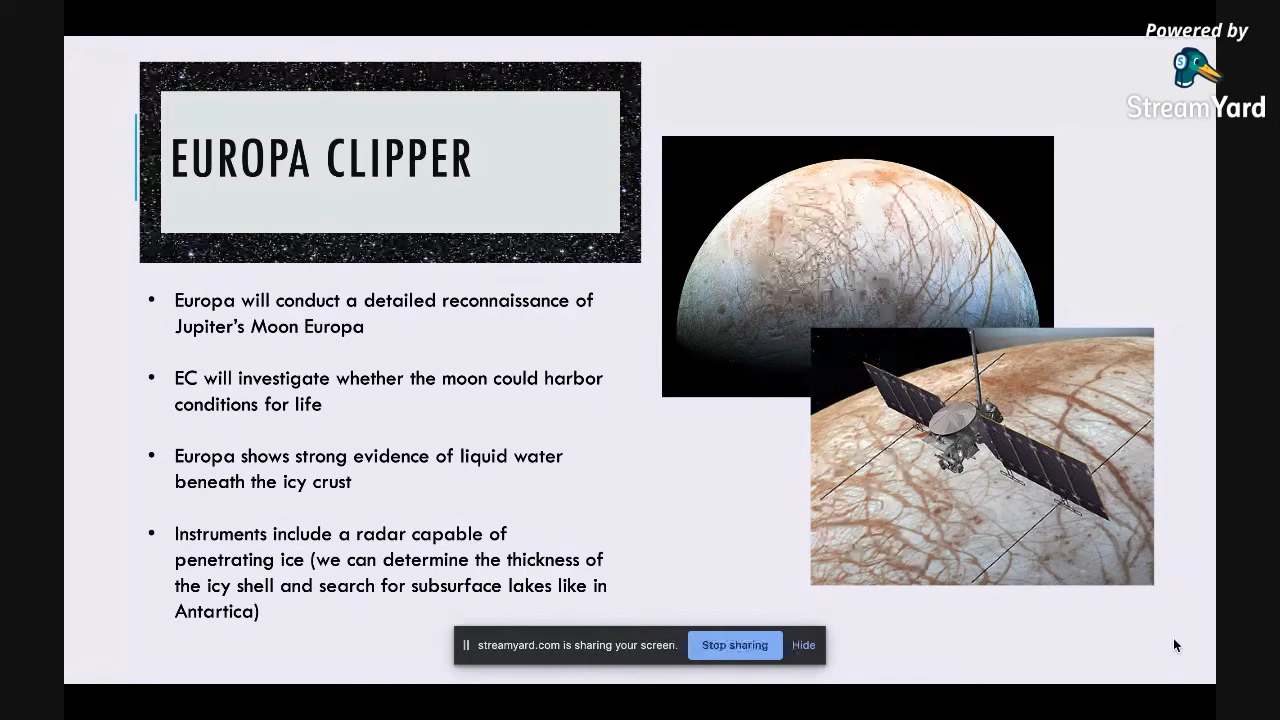 Powered by
StreamYard
EUROPA CLIPPER
• Europa will conduct a detailed reconnaissance of
Jupiter's Moon Europa
• EC will investigate whether the moon could harbor
conditions for life
• Europa shows strong evidence of liquid water
beneath the icy crust
• Instruments include a radar capable of
penetrating ice (we can determine the thickness of
the icy shell and search for subsurface lakes like in
Antartica)
streamyard.com is sharing your screen. Stop sharing Hide